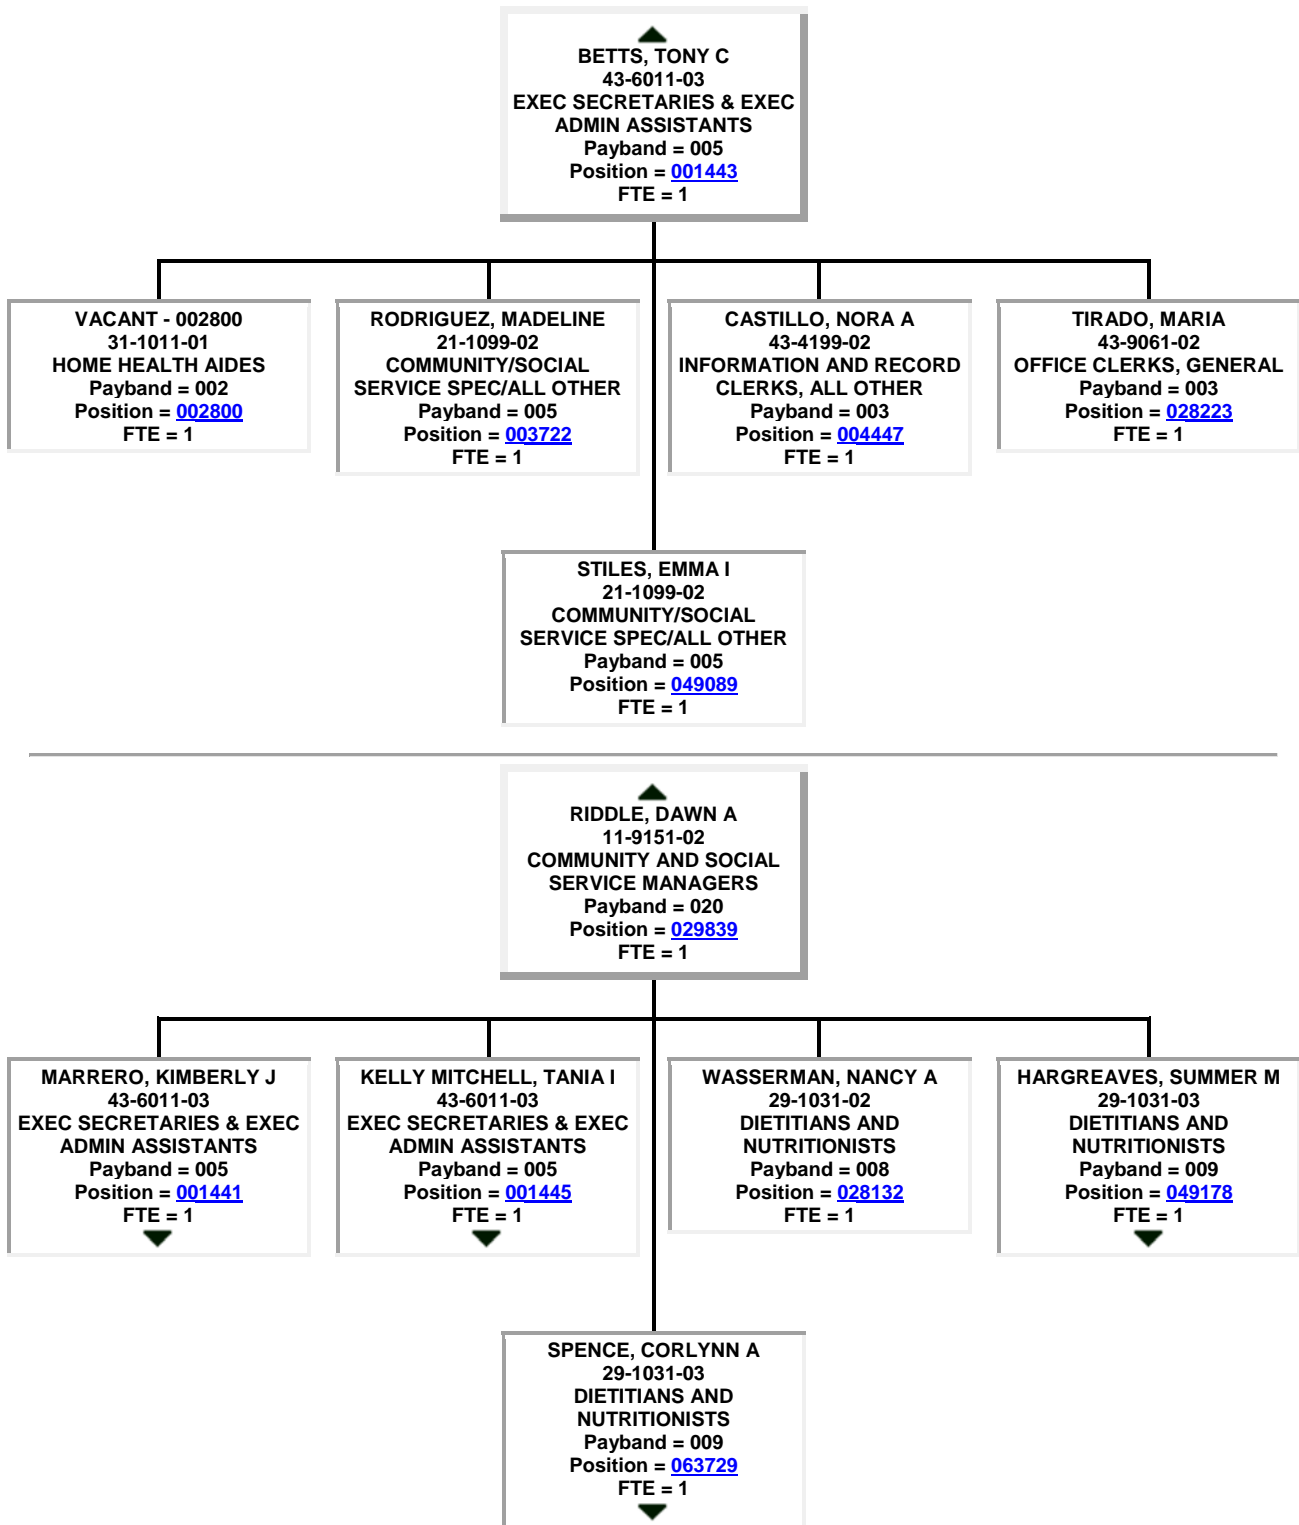 BETTS, TONY C
43-6011-03
EXEC SECRETARIES & EXEC
ADMIN ASSISTANTS
Payband = 005
Position = 001443
FTE = 1
VACANT - 002800
31-1011-01
HOME HEALTH AIDES
Payband = 002
Position = 002800
FTE = 1
RODRIGUEZ, MADELINE
21-1099-02
COMMUNITY/SOCIAL
SERVICE SPEC/ALL OTHER
Payband = 005
Position = 003722
FTE = 1
CASTILLO, NORA A
43-4199-02
INFORMATION AND RECORD
CLERKS, ALL OTHER
Payband = 003
Position = 004447
FTE = 1
TIRADO, MARIA
43-9061-02
OFFICE CLERKS, GENERAL
Payband = 003
Position = 028223
FTE = 1
STILES, EMMA I
21-1099-02
COMMUNITY/SOCIAL
SERVICE SPEC/ALL OTHER
Payband = 005
Position = 049089
FTE = 1
RIDDLE, DAWN A
11-9151-02
COMMUNITY AND SOCIAL
SERVICE MANAGERS
Payband = 020
Position = 029839
FTE = 1
MARRERO, KIMBERLY J
43-6011-03
EXEC SECRETARIES & EXEC
ADMIN ASSISTANTS
Payband = 005
Position = 001441
FTE = 1
KELLY MITCHELL, TANIA I
43-6011-03
EXEC SECRETARIES & EXEC
ADMIN ASSISTANTS
Payband = 005
Position = 001445
FTE = 1
WASSERMAN, NANCY A
29-1031-02
DIETITIANS AND
NUTRITIONISTS
Payband = 008
Position = 028132
FTE = 1
HARGREAVES, SUMMER M
29-1031-03
DIETITIANS AND
NUTRITIONISTS
Payband = 009
Position = 049178
FTE = 1
SPENCE, CORLYNN A
29-1031-03
DIETITIANS AND
NUTRITIONISTS
Payband = 009
Position = 063729
FTE = 1